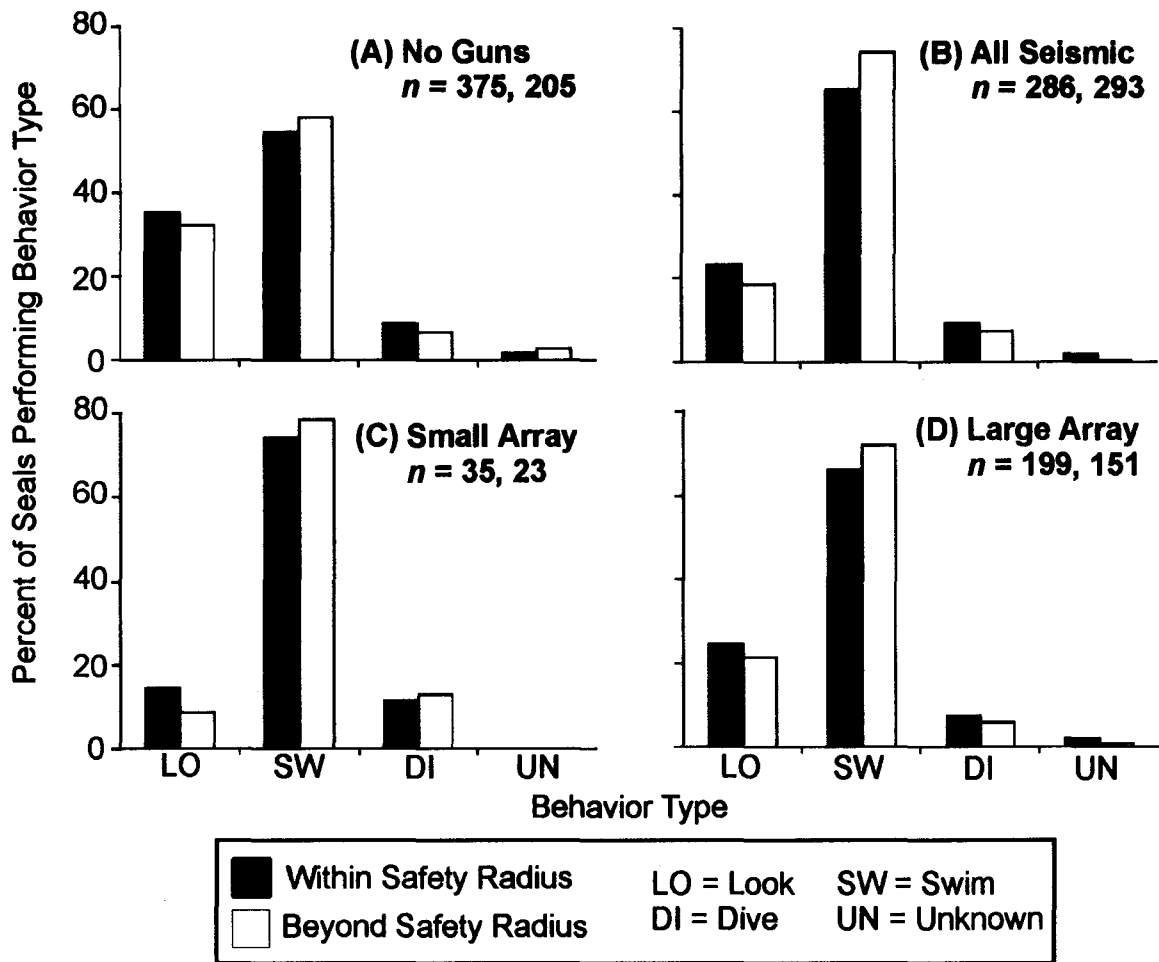 Percent of Seals Performing Behavior Type
80
60
40
20
0
(A) No Guns
n = 375, 205
(B) All Seismic
n = 286, 293
80
60
40
20
0
(C) Small Array
n = 35, 23
(D) Large Array
n = 199, 151
LO SW DI UN
LO SW DI UN
Behavior Type
Within Safety Radius
Beyond Safety Radius
LO = Look SW = Swim
DI = Dive UN = Unknown